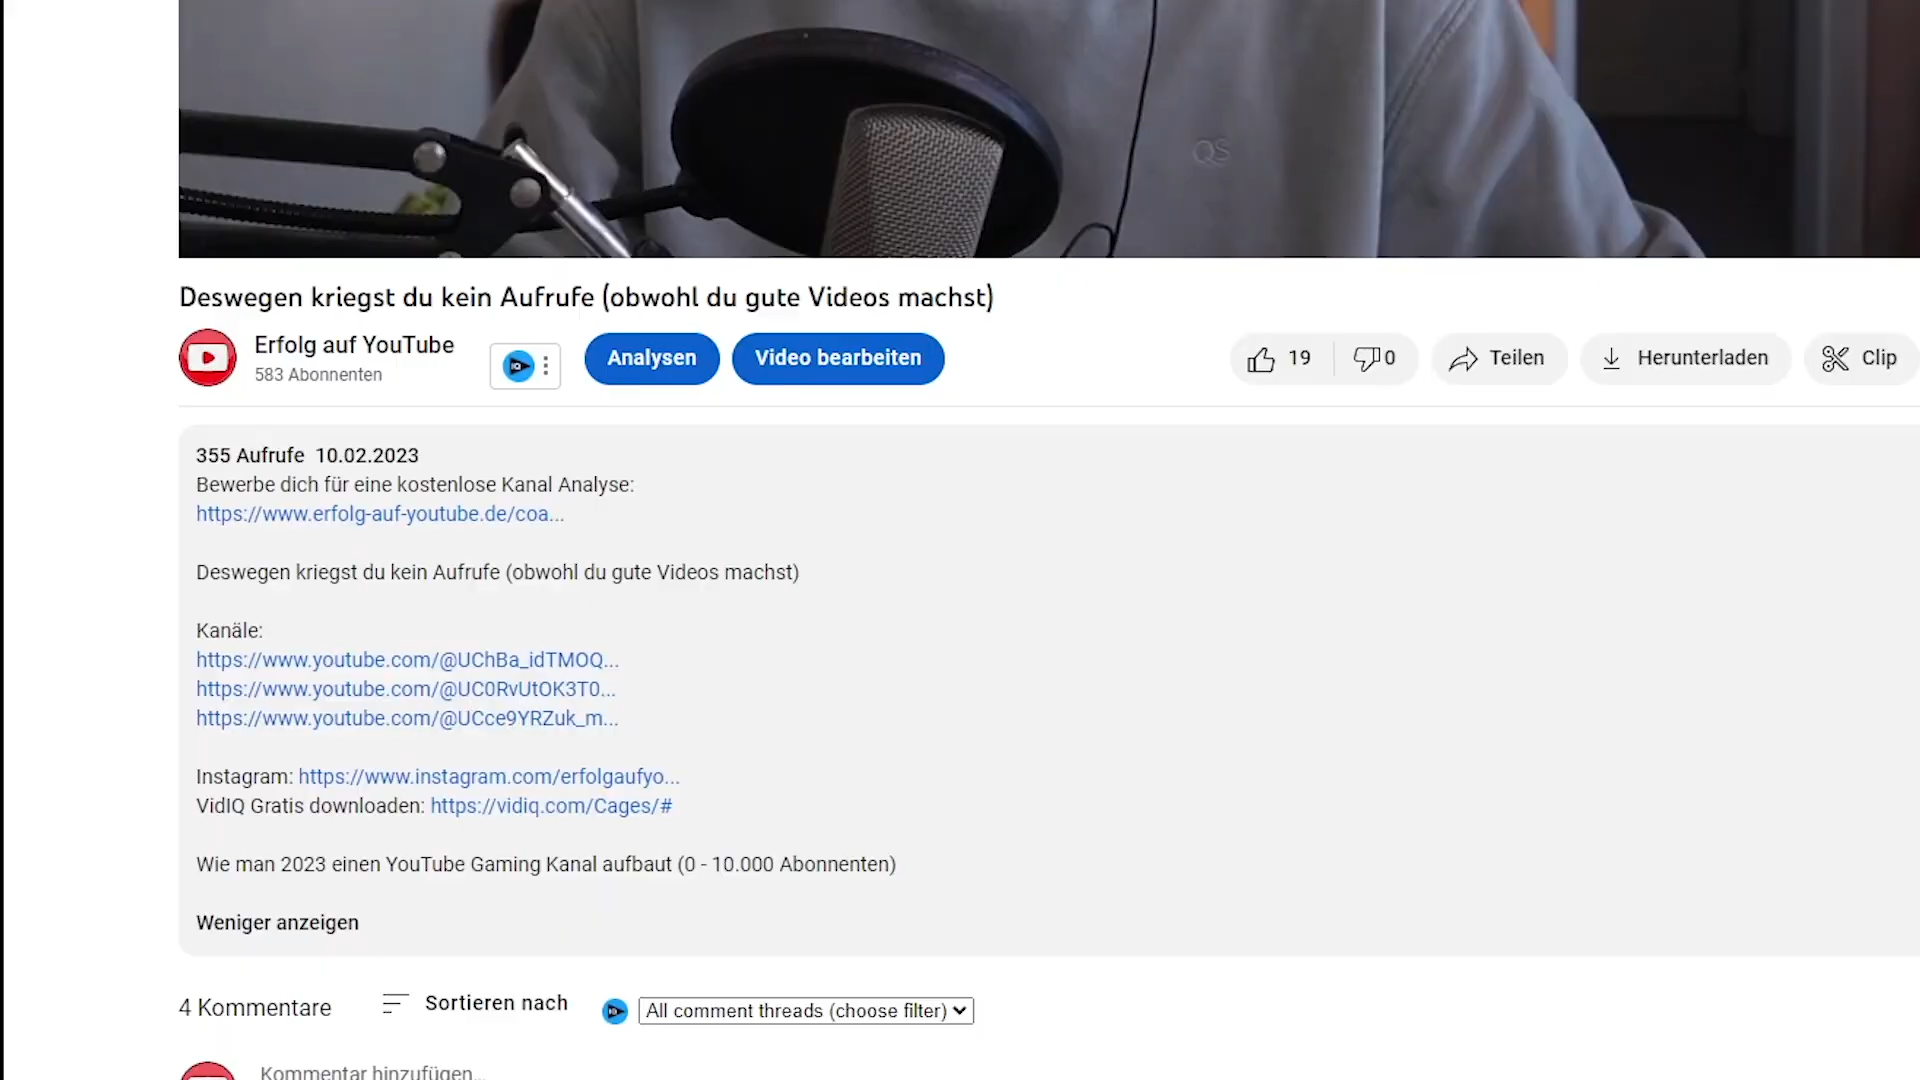 QS
Deswegen kriegst du kein Aufrufe (obwohl du gute Videos machst)
Erfolg auf YouTube
583 Abonnenten
Analysen
Video bearbeiten
19
0
Teilen
Herunterladen
Clip
355 Aufrufe 10.02.2023
Bewerbe dich für eine kostenlose Kanal Analyse:
https://www.erfolg-auf-youtube.de/coa...
Deswegen kriegst du kein Aufrufe (obwohl du gute Videos machst)
Kanäle:
https://www.youtube.com/@UChBa_idTMOQ...
https://www.youtube.com/@UC0RvUtOK3T0...
https://www.youtube.com/@UCce9YRZuk_m...
Instagram: https://www.instagram.com/erfolgaufyo...
VidIQ Gratis downloaden: https://vidiq.com/Cages/#
Wie man 2023 einen YouTube Gaming Kanal aufbaut (0 - 10.000 Abonnenten)
Weniger anzeigen
4 Kommentare
Sortieren nach
All comment threads (choose filter)
Kommentar hinzufügen...